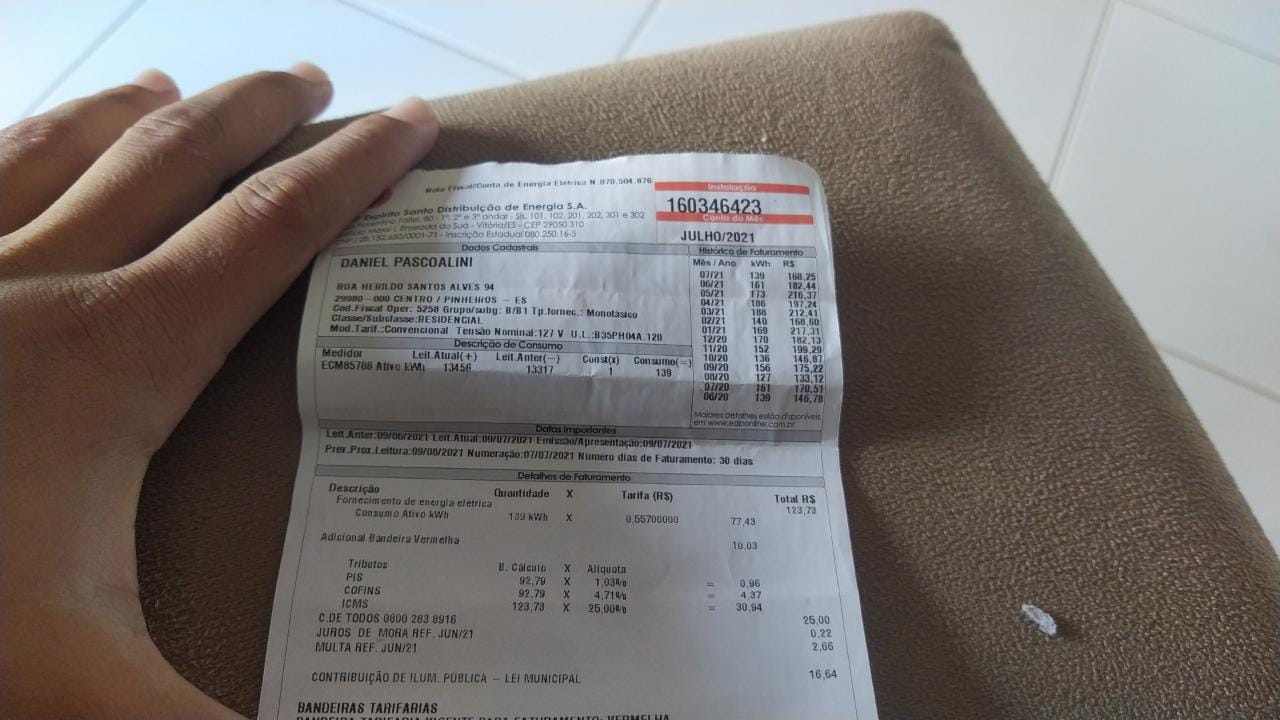 Nota Fiscal/Conta de Energia Elétrica N.070.504.876
Instalação
160346423
Conta do Mês
JULHO/2021
Espírito Santo Distribuição de Energia S.A.
Florentino Faller, 80 - 1º, 2º e 3º andar - Sls. 101, 102, 201, 202, 301 e 302
Enseada do Suá - Vitória/ES - CEP 29050 310
28.152.650/0001-71 - Inscrição Estadual 080.250.16-5
Dados Cadastrais
DANIEL PASCOALINI
RUA HERILDO SANTOS ALVES 94
29980-000 CENTRO / PINHEIROS - ES
Cod.Fiscal Oper: 5258 Grupo/subg: B/B1 Tp.fornec.: Monofásico
Classe/Subclasse:RESIDENCIAL
Mod.Tarif.:Convencional Tensão Nominal:127 V U.L.:B35PH04A.120
Histórico de Faturamento
Mês / Ano kWh R$
07/21 139 168,25
06/21 161 182,44
05/21 173 216,37
04/21 186 197,24
03/21 188 212,41
02/21 140 168,60
01/21 169 217,31
12/20 170 182,13
11/20 152 199,29
10/20 136 146,87
09/20 156 175,22
08/20 127 133,12
07/20 161 170,51
06/20 139 146,78
Maiores detalhes estão disponíveis
em www.edponline.com.br
Descrição de Consumo
Medidor Leit.Atual(+) Leit.Anter(-) Const(x) Consumo(=)
ECM85788 Ativo kWh 13456 13317 1 139
Datas Importantes
Leit.Anter:09/06/2021 Leit.Atual:09/07/2021 Emissão/Apresentação:09/07/2021
Prev.Prox.Leitura:09/08/2021 Numeração:07/07/2021 Número dias de Faturamento: 30 dias
Detalhes de Faturamento
Descrição Quantidade X Tarifa (R$) Total R$
Fornecimento de energia elétrica 123,73
Consumo Ativo kWh 139 kWh X 0,55700000 77,43
Adicional Bandeira Vermelha 10,03
Tributos B. Cálculo X Alíquota
PIS 92,79 X 1,03% = 0,96
COFINS 92,79 X 4,71% = 4,37
ICMS 123,73 X 25,00% = 30,94
C.DE TODOS 0800 283 8916 25,00
JUROS DE MORA REF. JUN/21 0,22
MULTA REF. JUN/21 2,66
CONTRIBUIÇÃO DE ILUM. PÚBLICA - LEI MUNICIPAL 16,64
BANDEIRAS TARIFARIAS
BANDEIRA TARIFARIA VIGENTE PARA FATURAMENTO: VERMELHA